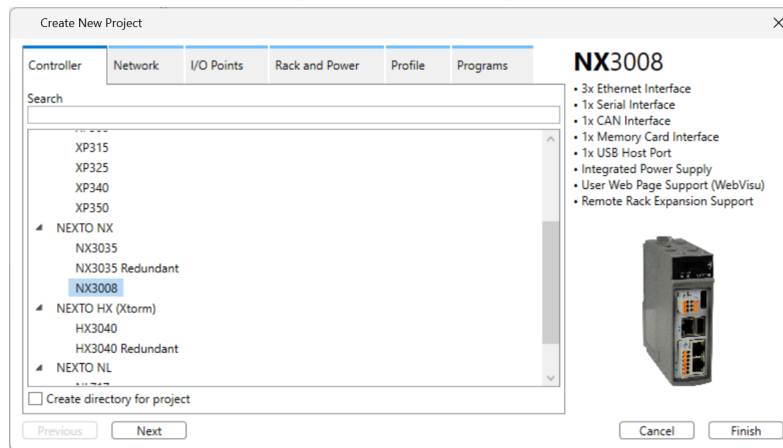 Create New Project
Controller
Network
I/O Points
Rack and Power
Profile
Programs
Search
XP315
XP325
XP340
XP350
NEXTO NX
NX3035
NX3035 Redundant
NX3008
NEXTO HX (Xtorm)
HX3040
HX3040 Redundant
NEXTO NL
Create directory for project
Previous
Next
NX3008
• 3x Ethernet Interface
• 1x Serial Interface
• 1x CAN Interface
• 1x Memory Card Interface
• 1x USB Host Port
• Integrated Power Supply
• User Web Page Support (WebVisu)
• Remote Rack Expansion Support
Cancel
Finish